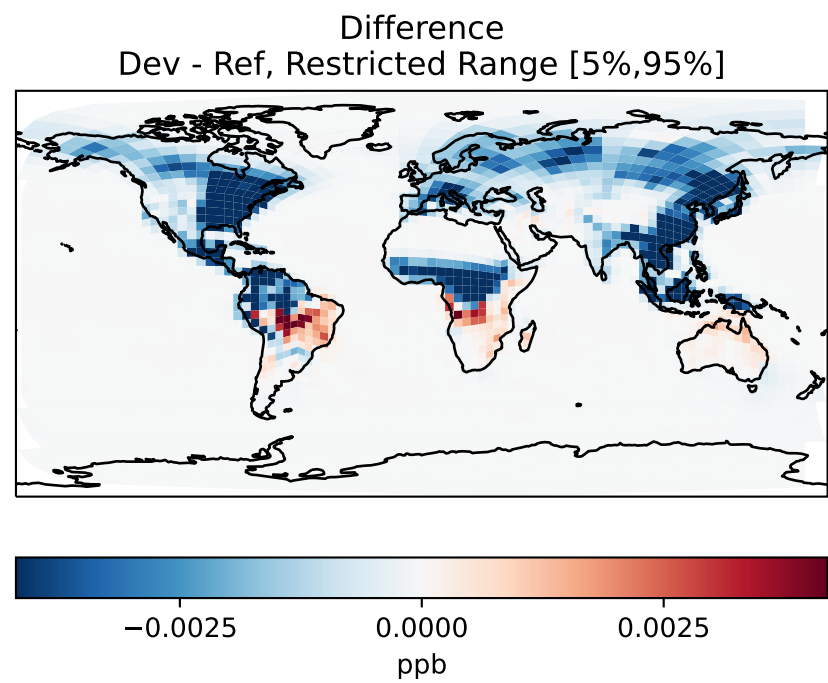 Difference
Dev - Ref, Restricted Range [5%,95%]
−0.0025 0.0000 0.0025
ppb